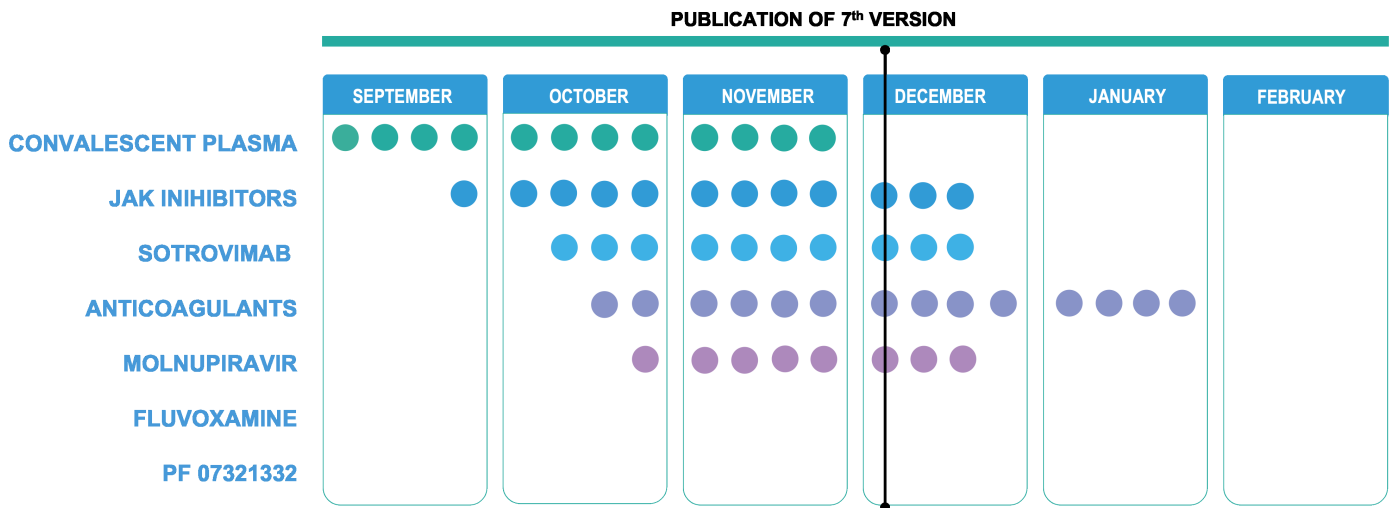 PUBLICATION OF 7th VERSION
SEPTEMBER
OCTOBER
NOVEMBER
DECEMBER
JANUARY
FEBRUARY
CONVALESCENT PLASMA
JAK INIHIBITORS
SOTROVIMAB
ANTICOAGULANTS
MOLNUPIRAVIR
FLUVOXAMINE
PF 07321332